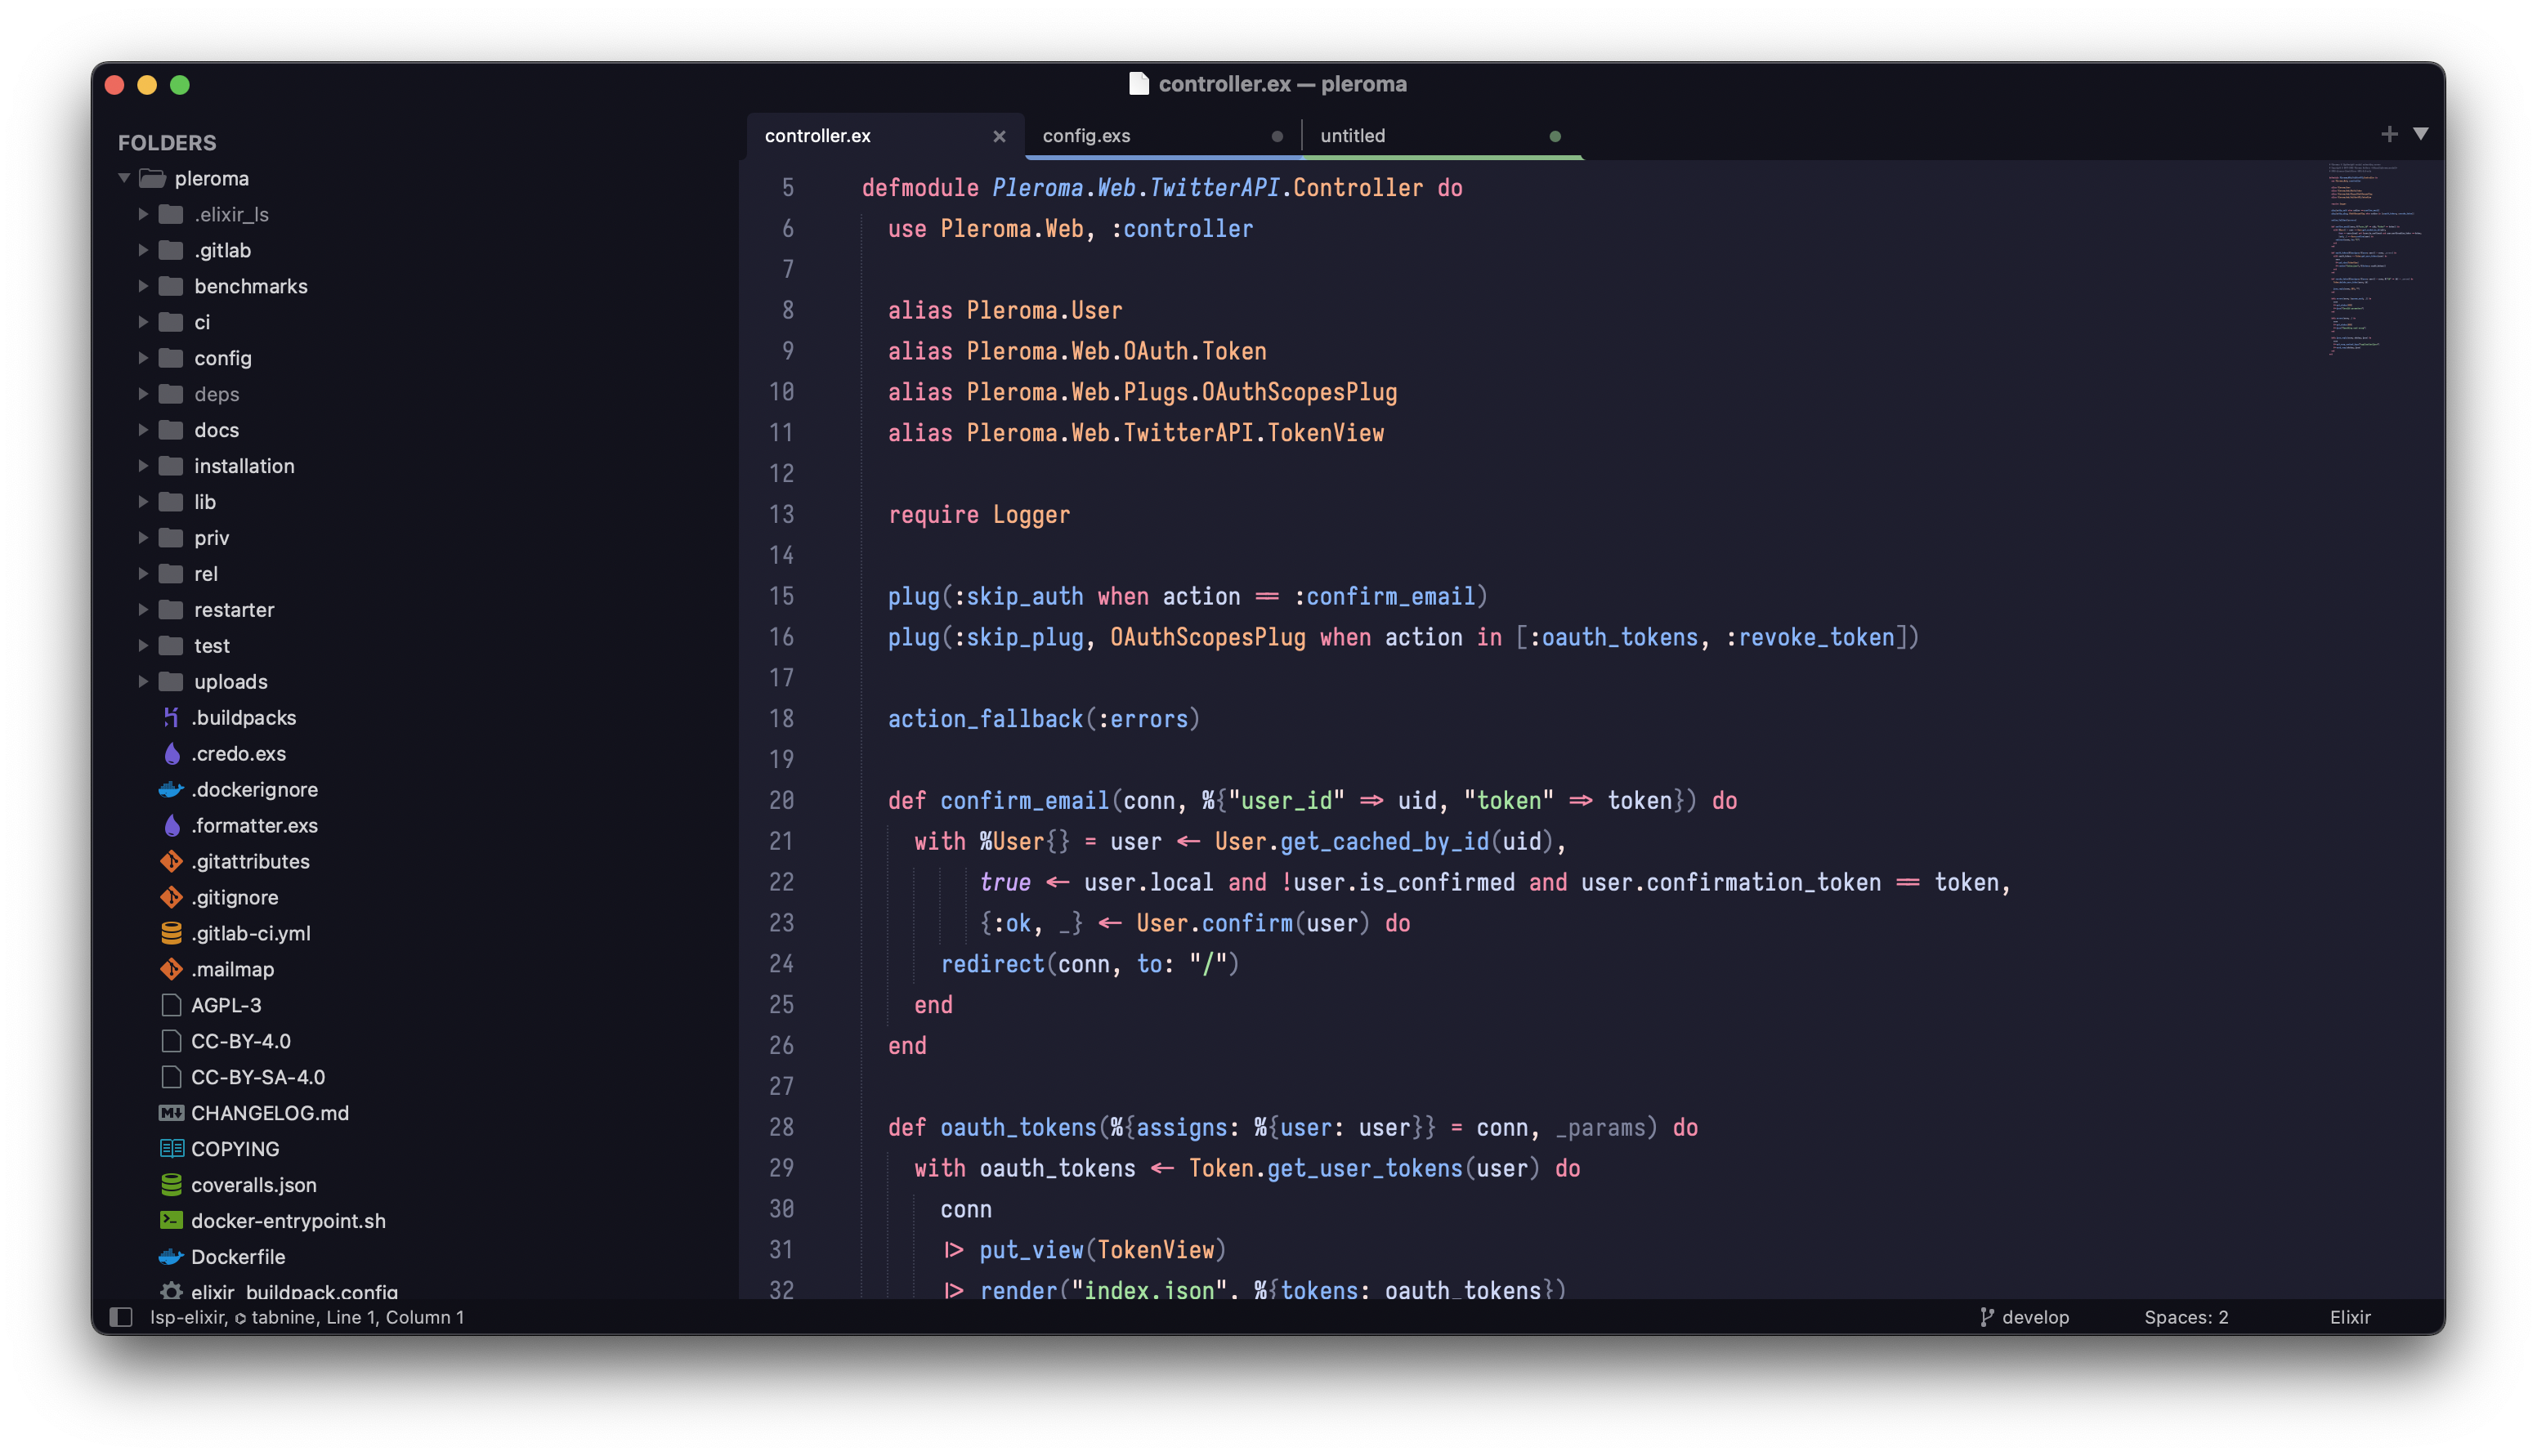 controller.ex — pleroma
FOLDERS
pleroma
.elixir_ls
.gitlab
benchmarks
ci
config
deps
docs
installation
lib
priv
rel
restarter
test
uploads
.buildpacks
.credo.exs
.dockerignore
.formatter.exs
.gitattributes
.gitignore
.gitlab-ci.yml
.mailmap
AGPL-3
CC-BY-4.0
CC-BY-SA-4.0
CHANGELOG.md
COPYING
coveralls.json
docker-entrypoint.sh
Dockerfile
elixir_buildpack.config
controller.ex × config.exs untitled
5 defmodule Pleroma.Web.TwitterAPI.Controller do
6   use Pleroma.Web, :controller
7
8   alias Pleroma.User
9   alias Pleroma.Web.OAuth.Token
10   alias Pleroma.Web.Plugs.OAuthScopesPlug
11   alias Pleroma.Web.TwitterAPI.TokenView
12
13   require Logger
14
15   plug(:skip_auth when action == :confirm_email)
16   plug(:skip_plug, OAuthScopesPlug when action in [:oauth_tokens, :revoke_token])
17
18   action_fallback(:errors)
19
20   def confirm_email(conn, %{"user_id" => uid, "token" => token}) do
21     with %User{} = user <- User.get_cached_by_id(uid),
22          true <- user.local and !user.is_confirmed and user.confirmation_token == token,
23          {:ok, _} <- User.confirm(user) do
24       redirect(conn, to: "/")
25     end
26   end
27
28   def oauth_tokens(%{assigns: %{user: user}} = conn, _params) do
29     with oauth_tokens <- Token.get_user_tokens(user) do
30       conn
31       |> put_view(TokenView)
32       |> render("index.json", %{tokens: oauth_tokens})
lsp-elixir, ⌬ tabnine, Line 1, Column 1 develop Spaces: 2 Elixir